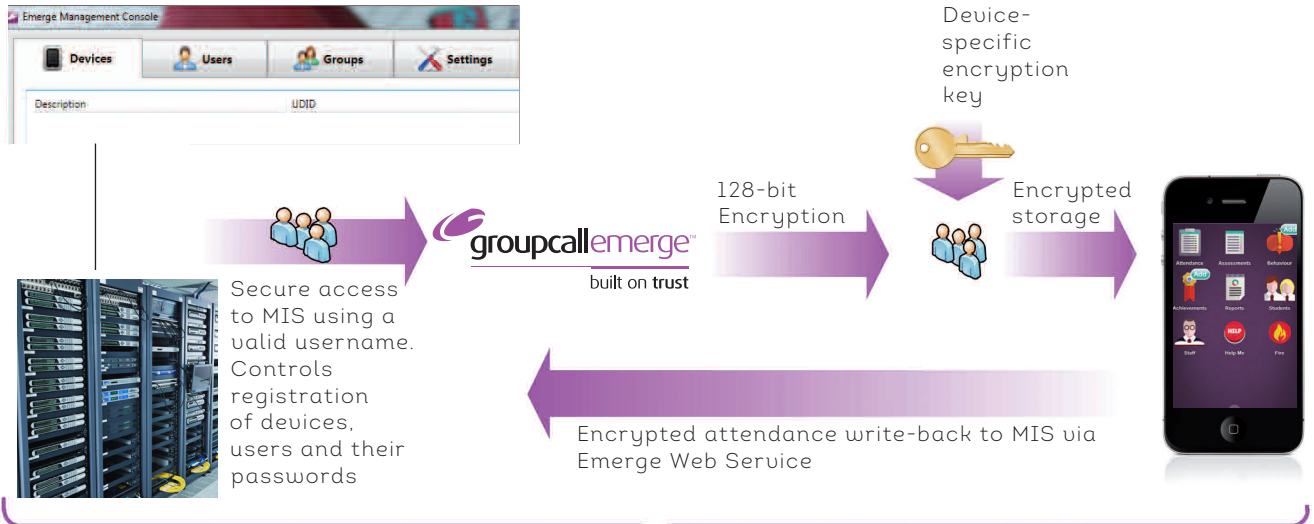 Emerge Management Console
Devices
Users
Groups
Settings
Description
UDID
Device-
specific
encryption
key
128-bit
Encryption
Encrypted
storage
groupcallemerge™
built on trust
Secure access
to MIS using a
valid username.
Controls
registration
of devices,
users and their
passwords
Encrypted attendance write-back to MIS via
Emerge Web Service
Add
Attendance
Assessments
Behaviour
Add
Achievements
Reports
Students
HELP
Staff
Help Me
Fire